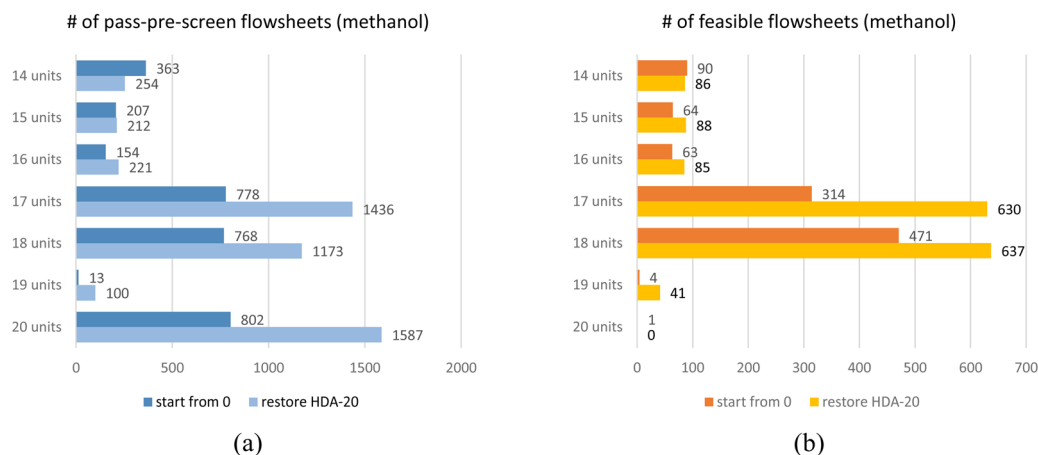 # of pass-pre-screen flowsheets (methanol)
14 units
363
254
15 units
207
212
16 units
154
221
17 units
778
1436
18 units
768
1173
19 units
13
100
20 units
802
1587
0
500
1000
1500
2000
start from 0
restore HDA-20
(a)
# of feasible flowsheets (methanol)
14 units
90
86
15 units
64
88
16 units
63
85
17 units
314
630
18 units
471
637
19 units
4
41
20 units
1
0
0
100
200
300
400
500
600
700
start from 0
restore HDA-20
(b)